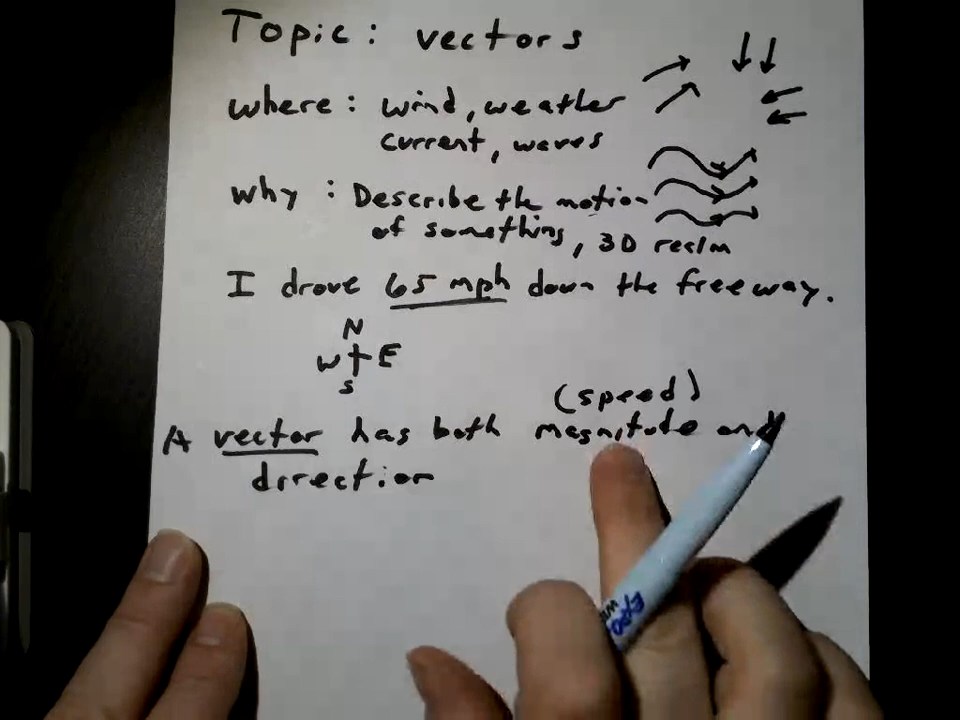 Topic: vectors
where: wind, weather
current, waves
why: Describe the motion
of something, 3D realm
I drove 65 mph down the freeway.
N
W E
S
(speed)
A vector has both magnitude and
direction
EXPO